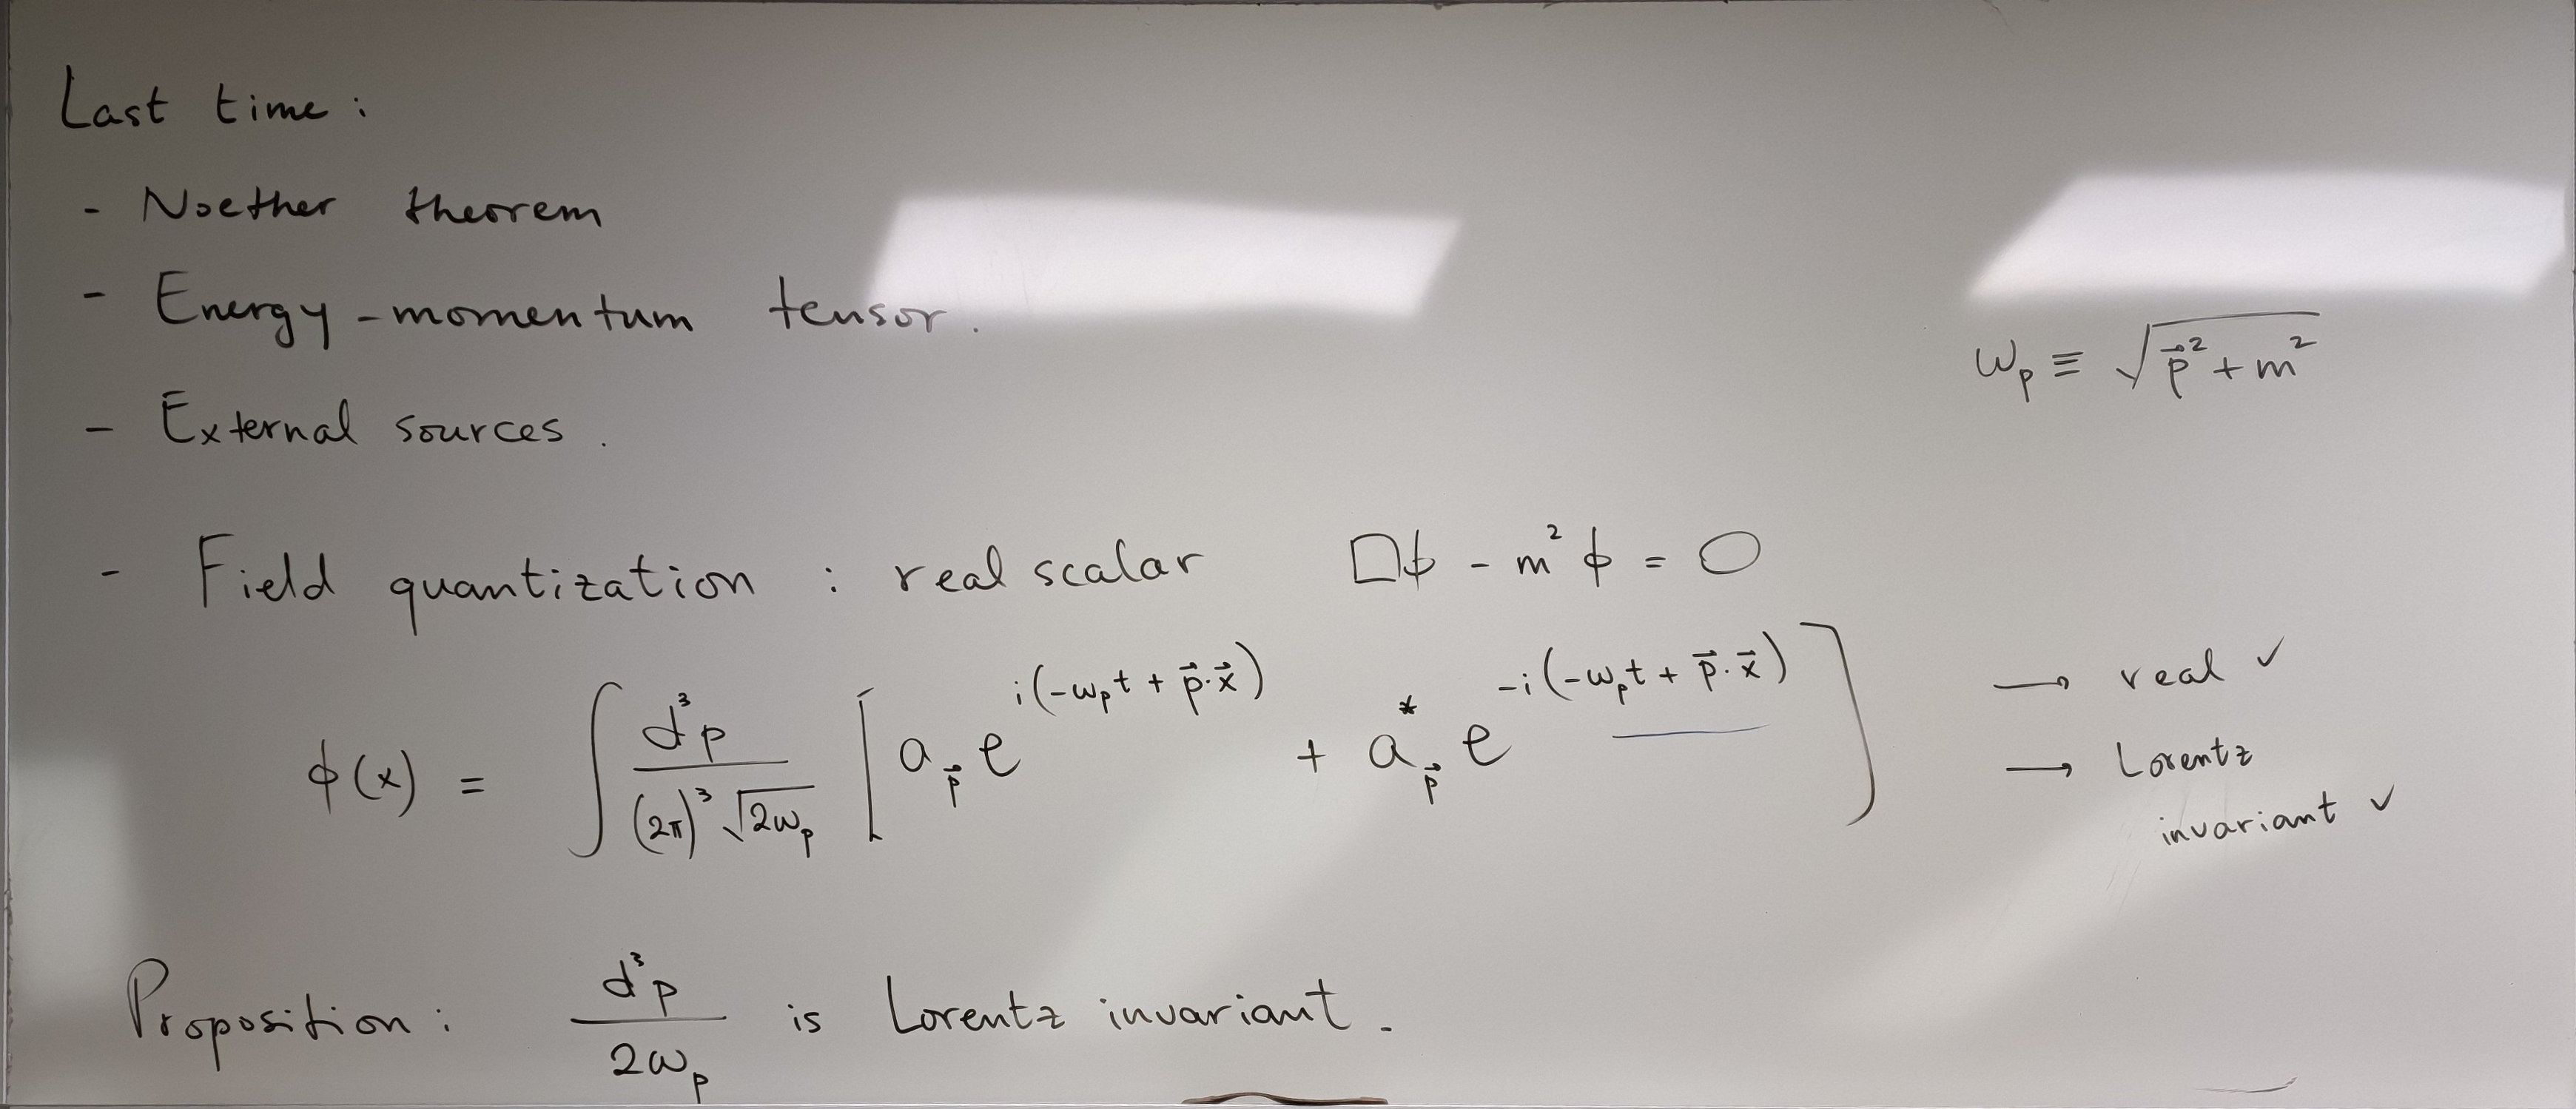 Last time :
- Noether theorem
- Energy-momentum tensor.
ω_p ≡ √(p⃗² + m²)
- External sources.
- Field quantization : real scalar □ϕ - m²ϕ = 0
ϕ(x) = ∫ d³p / ((2π)³ √(2ω_p)) [ a_p⃗ e^{i(-ω_p t + p⃗·x⃗)} + a*_p⃗ e^{-i(-ω_p t + p⃗·x⃗)} ] → real ✓
→ Lorentz
invariant ✓
Proposition : d³p / 2ω_p is Lorentz invariant.